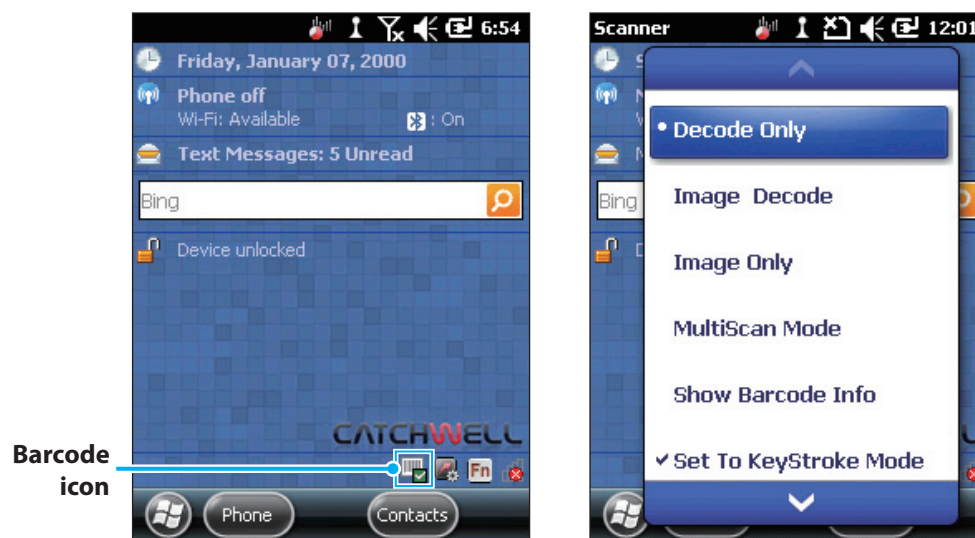 6:54
Friday, January 07, 2000
Phone off
Wi-Fi: Available
: On
Text Messages: 5 Unread
Bing
Device unlocked
CATCHWELL
Fn
Barcode
icon
Phone
Contacts
Scanner
12:01
Bing
Decode Only
Image Decode
Image Only
MultiScan Mode
Show Barcode Info
Set To KeyStroke Mode